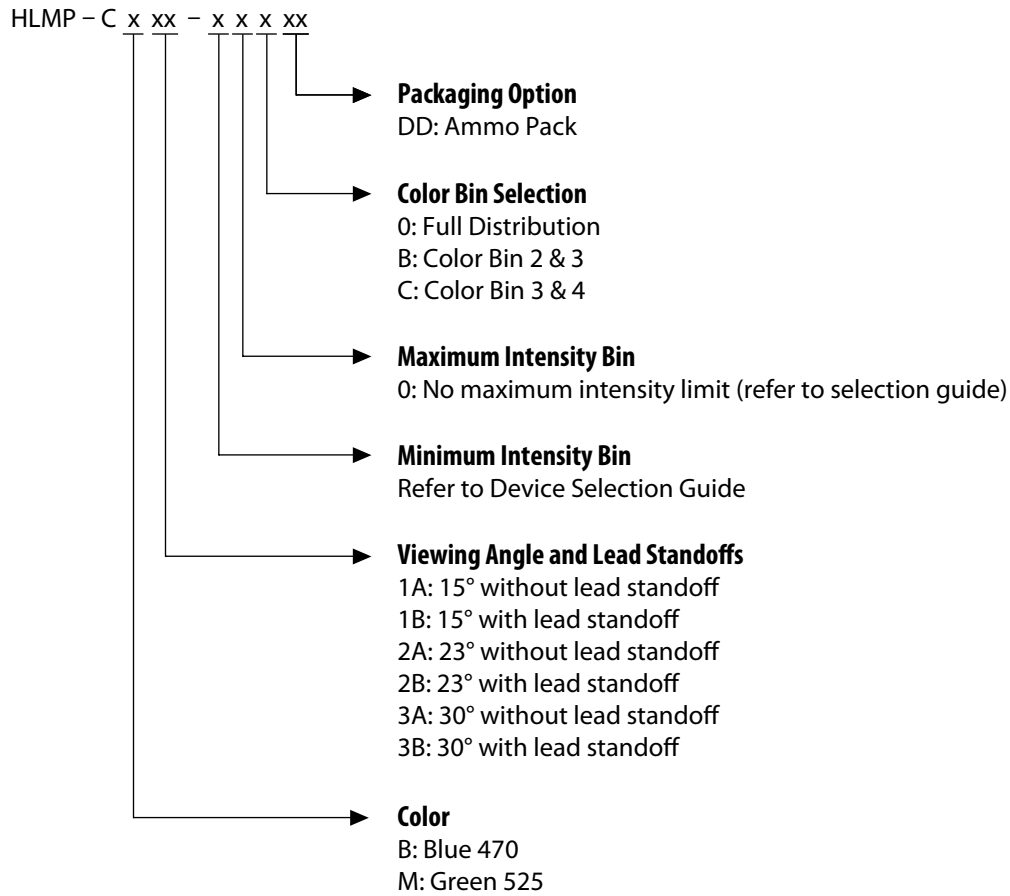 HLMP – C x xx – x x x xx
Packaging Option
DD: Ammo Pack
Color Bin Selection
0: Full Distribution
B: Color Bin 2 & 3
C: Color Bin 3 & 4
Maximum Intensity Bin
0: No maximum intensity limit (refer to selection guide)
Minimum Intensity Bin
Refer to Device Selection Guide
Viewing Angle and Lead Standoffs
1A: 15° without lead standoff
1B: 15° with lead standoff
2A: 23° without lead standoff
2B: 23° with lead standoff
3A: 30° without lead standoff
3B: 30° with lead standoff
Color
B: Blue 470
M: Green 525